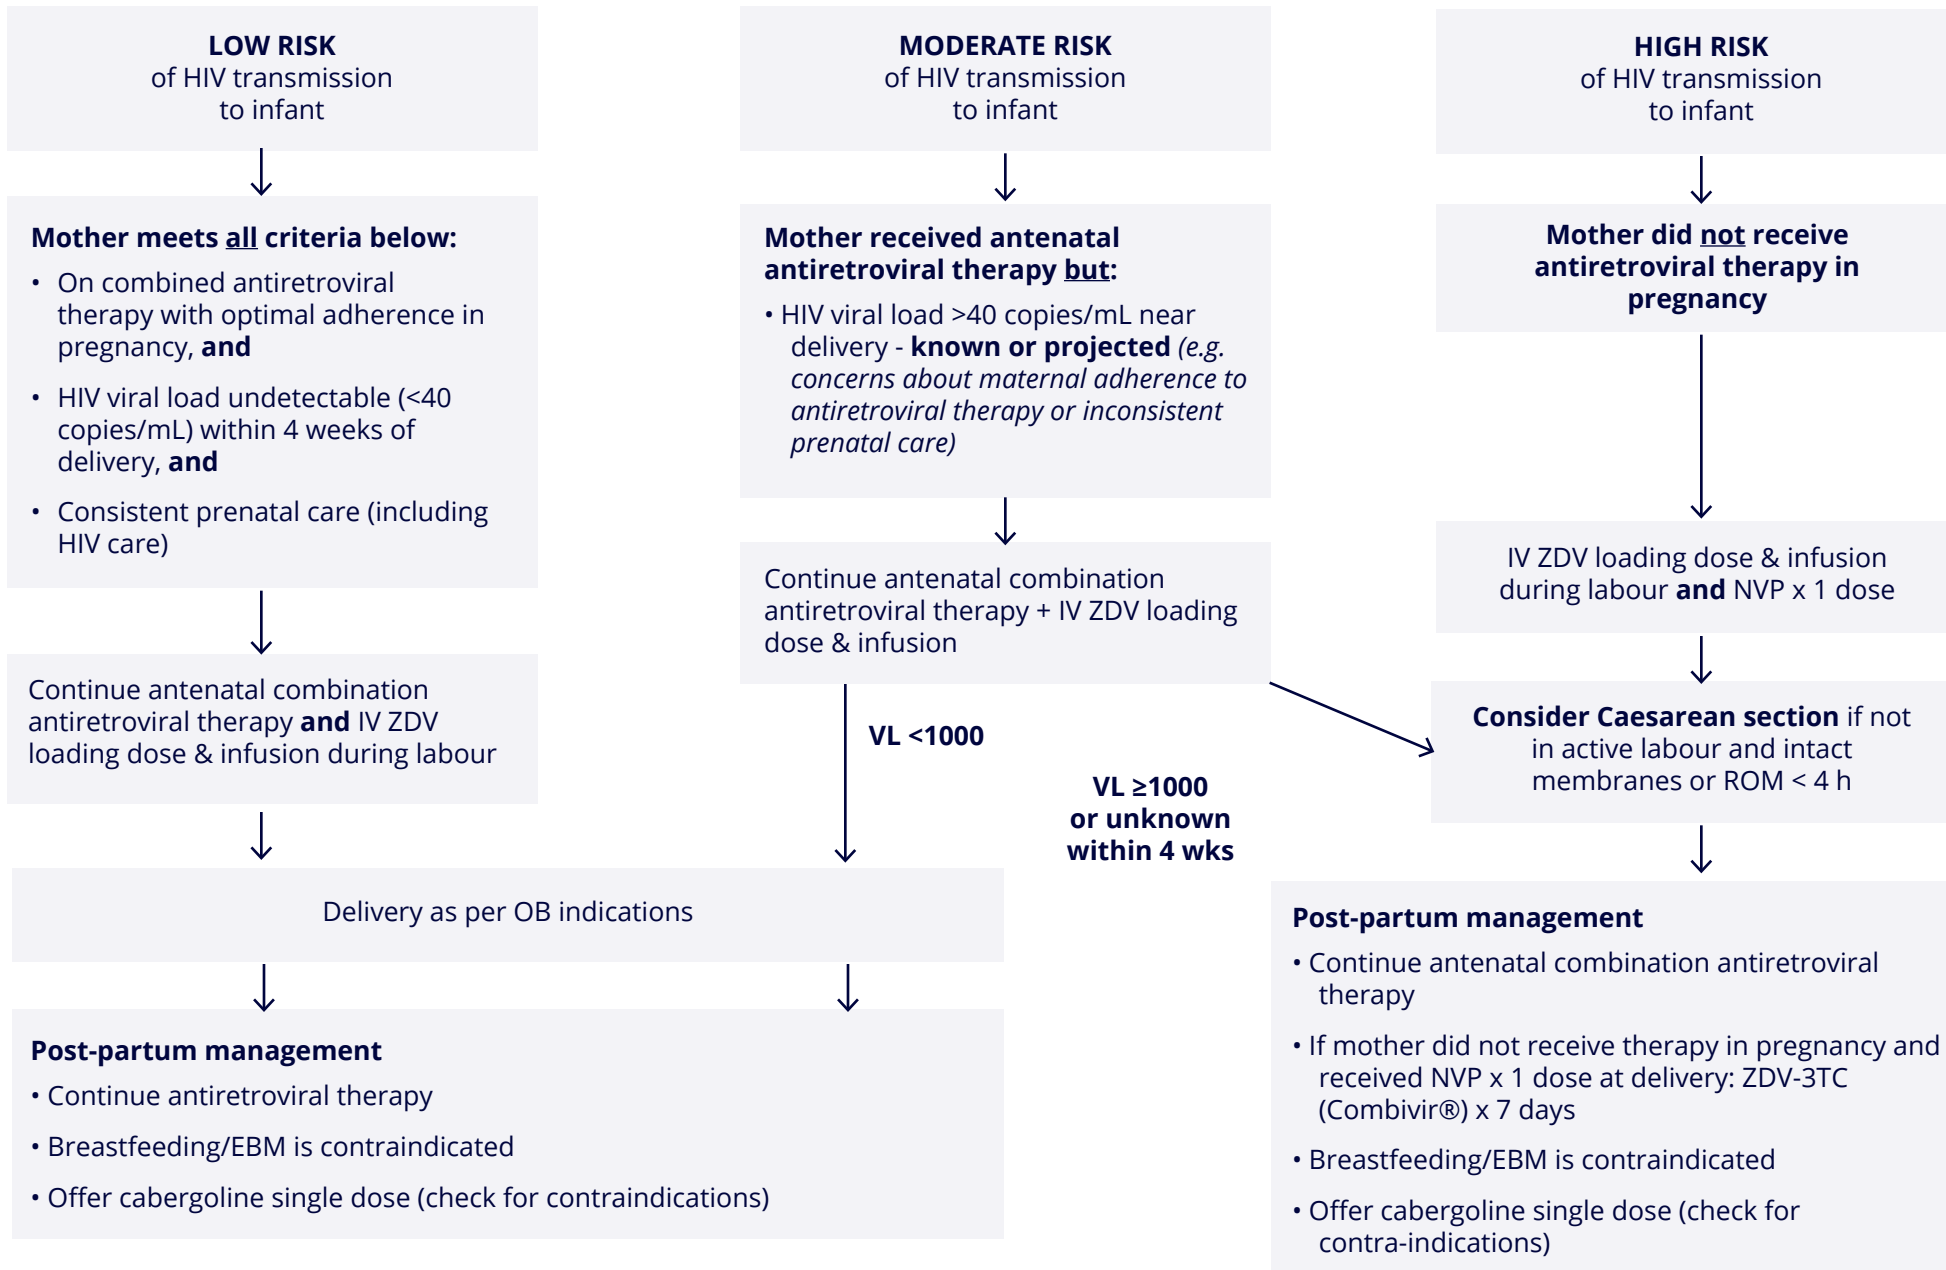 LOW RISK
of HIV transmission
to infant
Mother meets all criteria below:
• On combined antiretroviral
therapy with optimal adherence in
pregnancy, and
• HIV viral load undetectable (<40
copies/mL) within 4 weeks of
delivery, and
• Consistent prenatal care (including
HIV care)
Continue antenatal combination
antiretroviral therapy and IV ZDV
loading dose & infusion during labour
MODERATE RISK
of HIV transmission
to infant
Mother received antenatal
antiretroviral therapy but:
• HIV viral load >40 copies/mL near
delivery - known or projected (e.g.
concerns about maternal adherence to
antiretroviral therapy or inconsistent
prenatal care)
Continue antenatal combination
antiretroviral therapy + IV ZDV loading
dose & infusion
VL <1000
VL ≥1000
or unknown
within 4 wks
Delivery as per OB indications
Post-partum management
• Continue antiretroviral therapy
• Breastfeeding/EBM is contraindicated
• Offer cabergoline single dose (check for contraindications)
HIGH RISK
of HIV transmission
to infant
Mother did not receive
antiretroviral therapy in
pregnancy
IV ZDV loading dose & infusion
during labour and NVP x 1 dose
Consider Caesarean section if not
in active labour and intact
membranes or ROM < 4 h
Post-partum management
• Continue antenatal combination antiretroviral
therapy
• If mother did not receive therapy in pregnancy and
received NVP x 1 dose at delivery: ZDV-3TC
(Combivir®) x 7 days
• Breastfeeding/EBM is contraindicated
• Offer cabergoline single dose (check for
contra-indications)